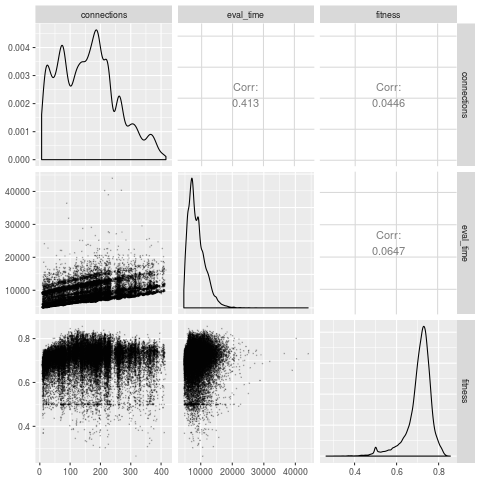 connections eval_time fitness
0.004
0.003
0.002
0.001
0.000
Corr:
0.413
Corr:
0.0446
connections
40000
30000
20000
10000
Corr:
0.0647
eval_time
0.8
0.6
0.4
fitness
0 100 200 300 400 10000 20000 30000 40000 0.4 0.6 0.8